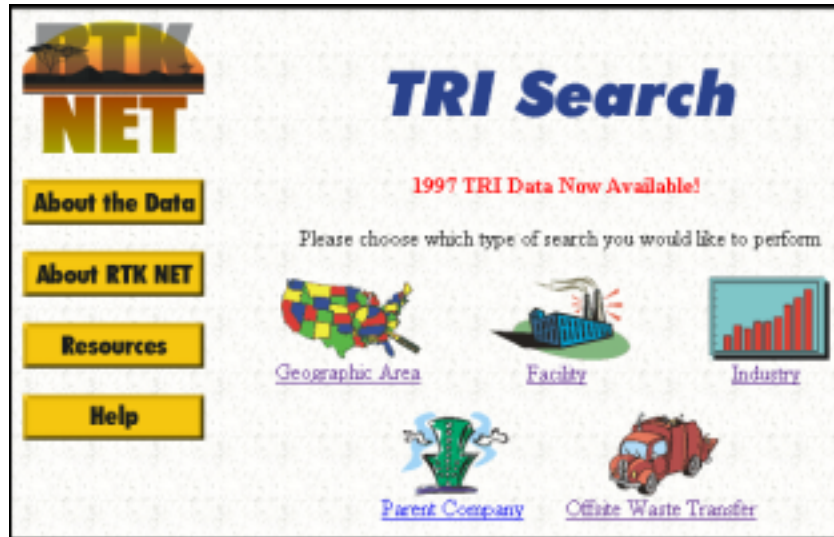 RTK
NET
TRI Search
1997 TRI Data Now Available!
Please choose which type of search you would like to perform
About the Data
About RTK NET
Resources
Help
Geographic Area
Facility
Industry
Parent Company
Offsite Waste Transfer